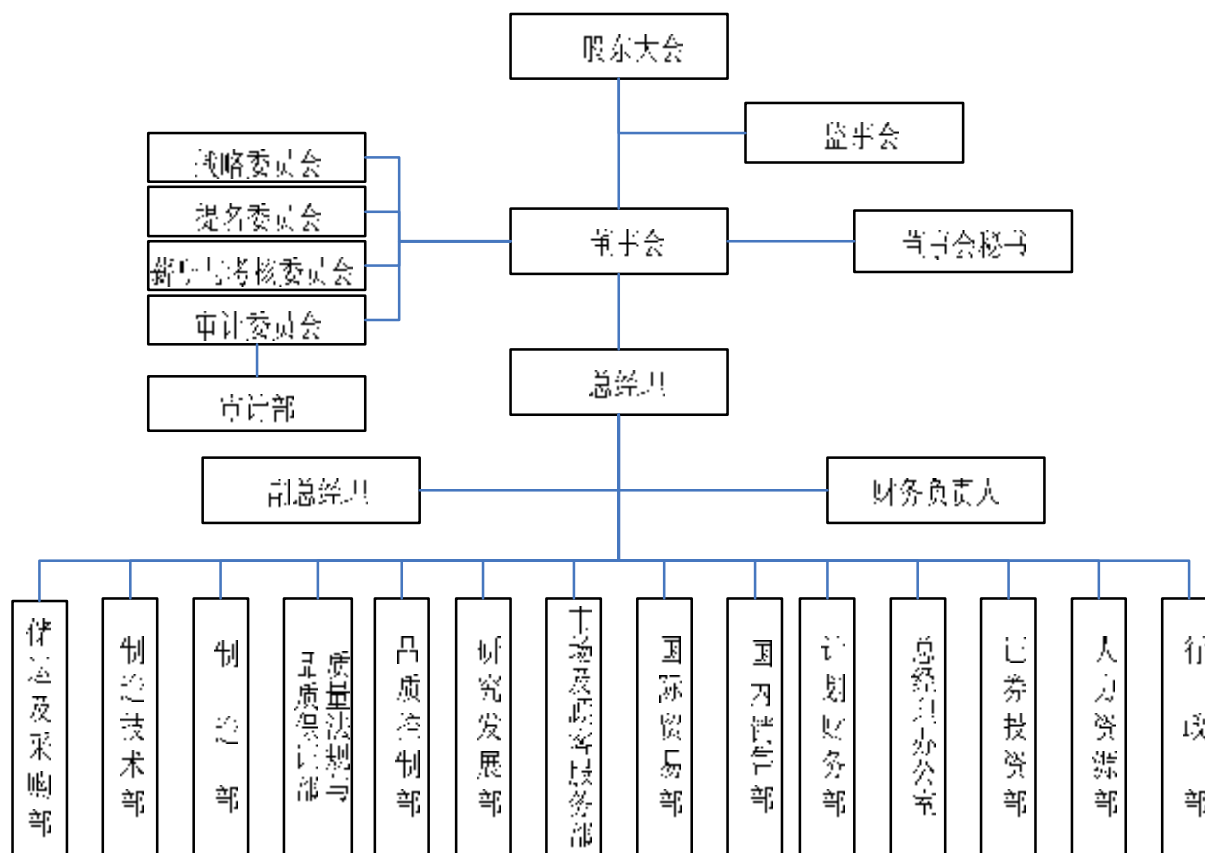 股东大会
监事会
战略委员会
提名委员会
薪酬与考核委员会
审计委员会
董事会
董事会秘书
总经理
审计部
副总经理
财务负责人
储运及采购部
制造技术部
制造部
质量法规与
品质保证部
品质控制部
研究发展部
市场及顾客服务部
国际贸易部
国内销售部
计划财务部
总经理办公室
证券投资部
人力资源部
行政部